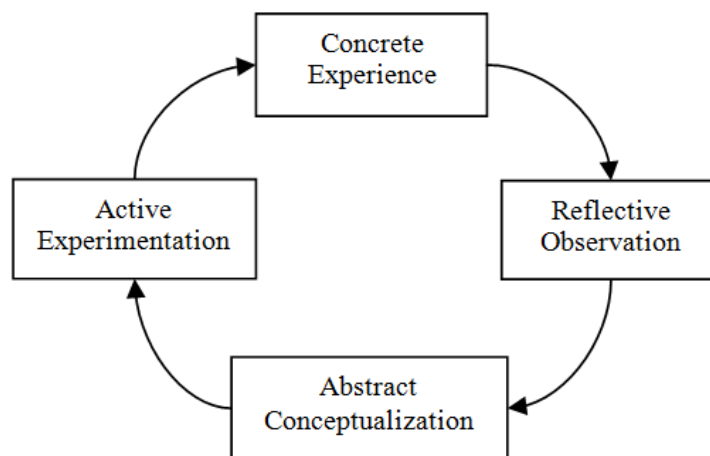 Concrete
Experience
Reflective
Observation
Abstract
Conceptualization
Active
Experimentation